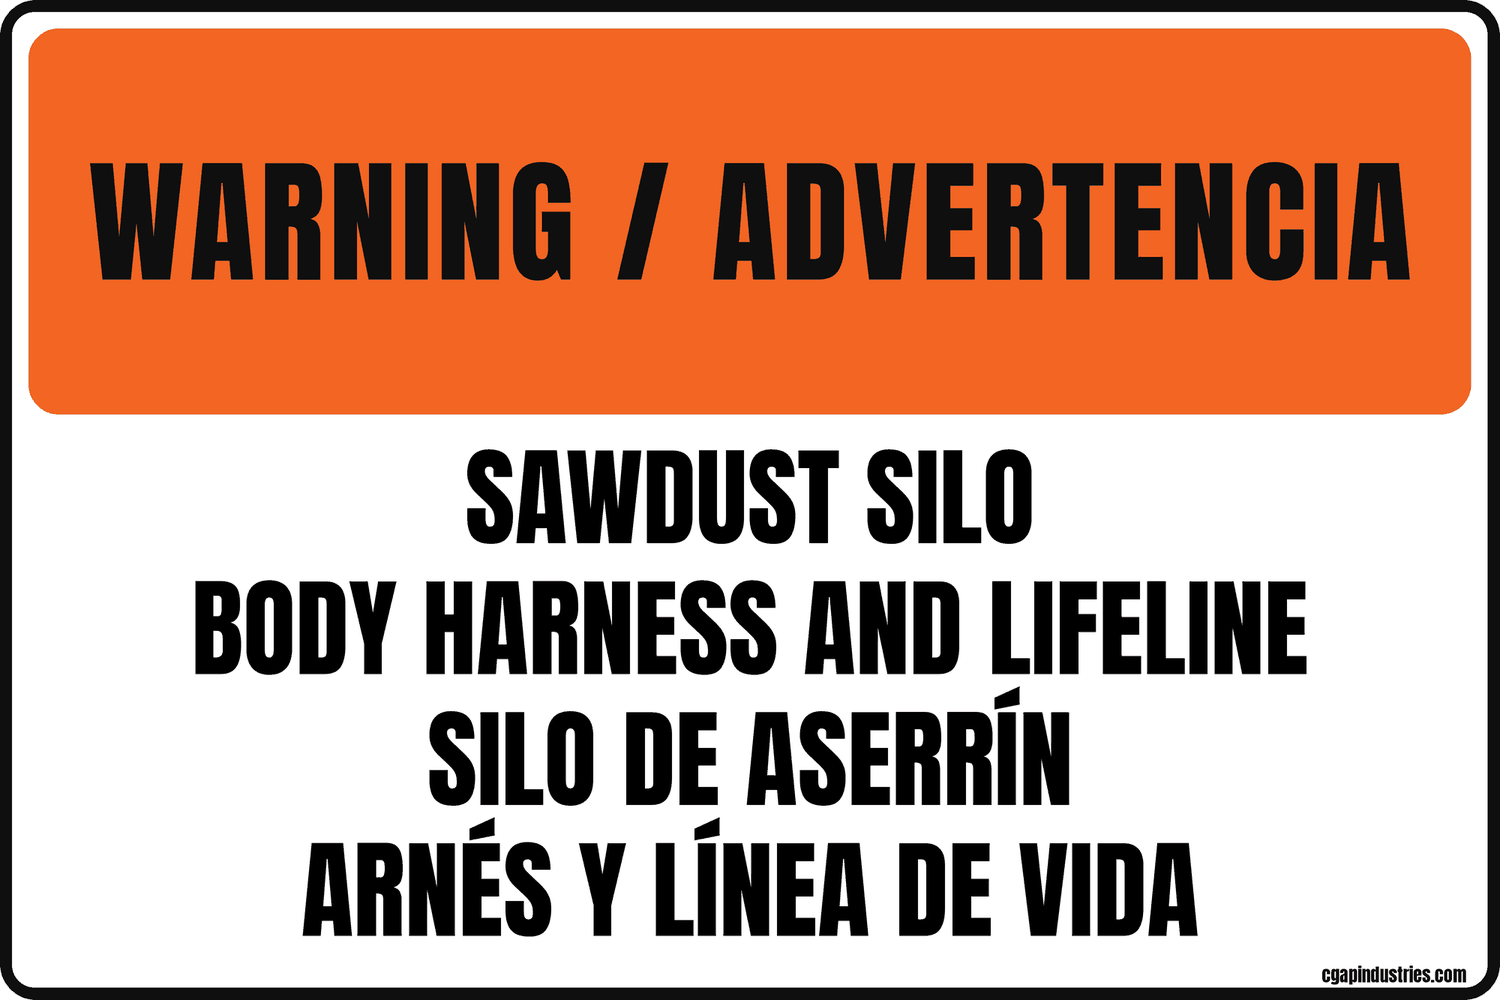 WARNING / ADVERTENCIA
SAWDUST SILO
BODY HARNESS AND LIFELINE
SILO DE ASERRÍN
ARNÉS Y LÍNEA DE VIDA
cgapindustries.com